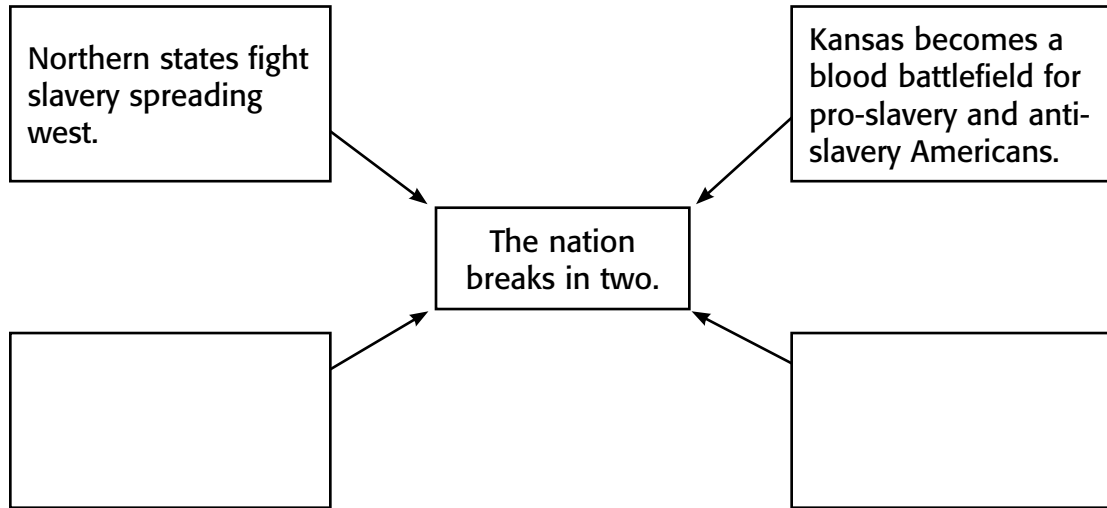 Northern states fight
slavery spreading
west.
Kansas becomes a
blood battlefield for
pro-slavery and anti-
slavery Americans.
The nation
breaks in two.